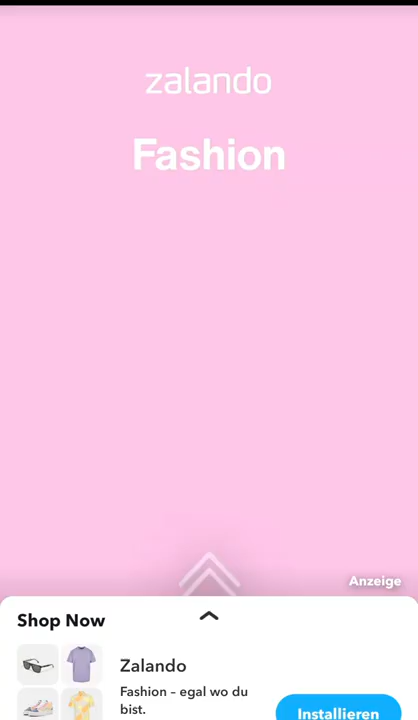 zalando
Fashion
Anzeige
Shop Now
Zalando
Fashion – egal wo du
bist.
Installieren